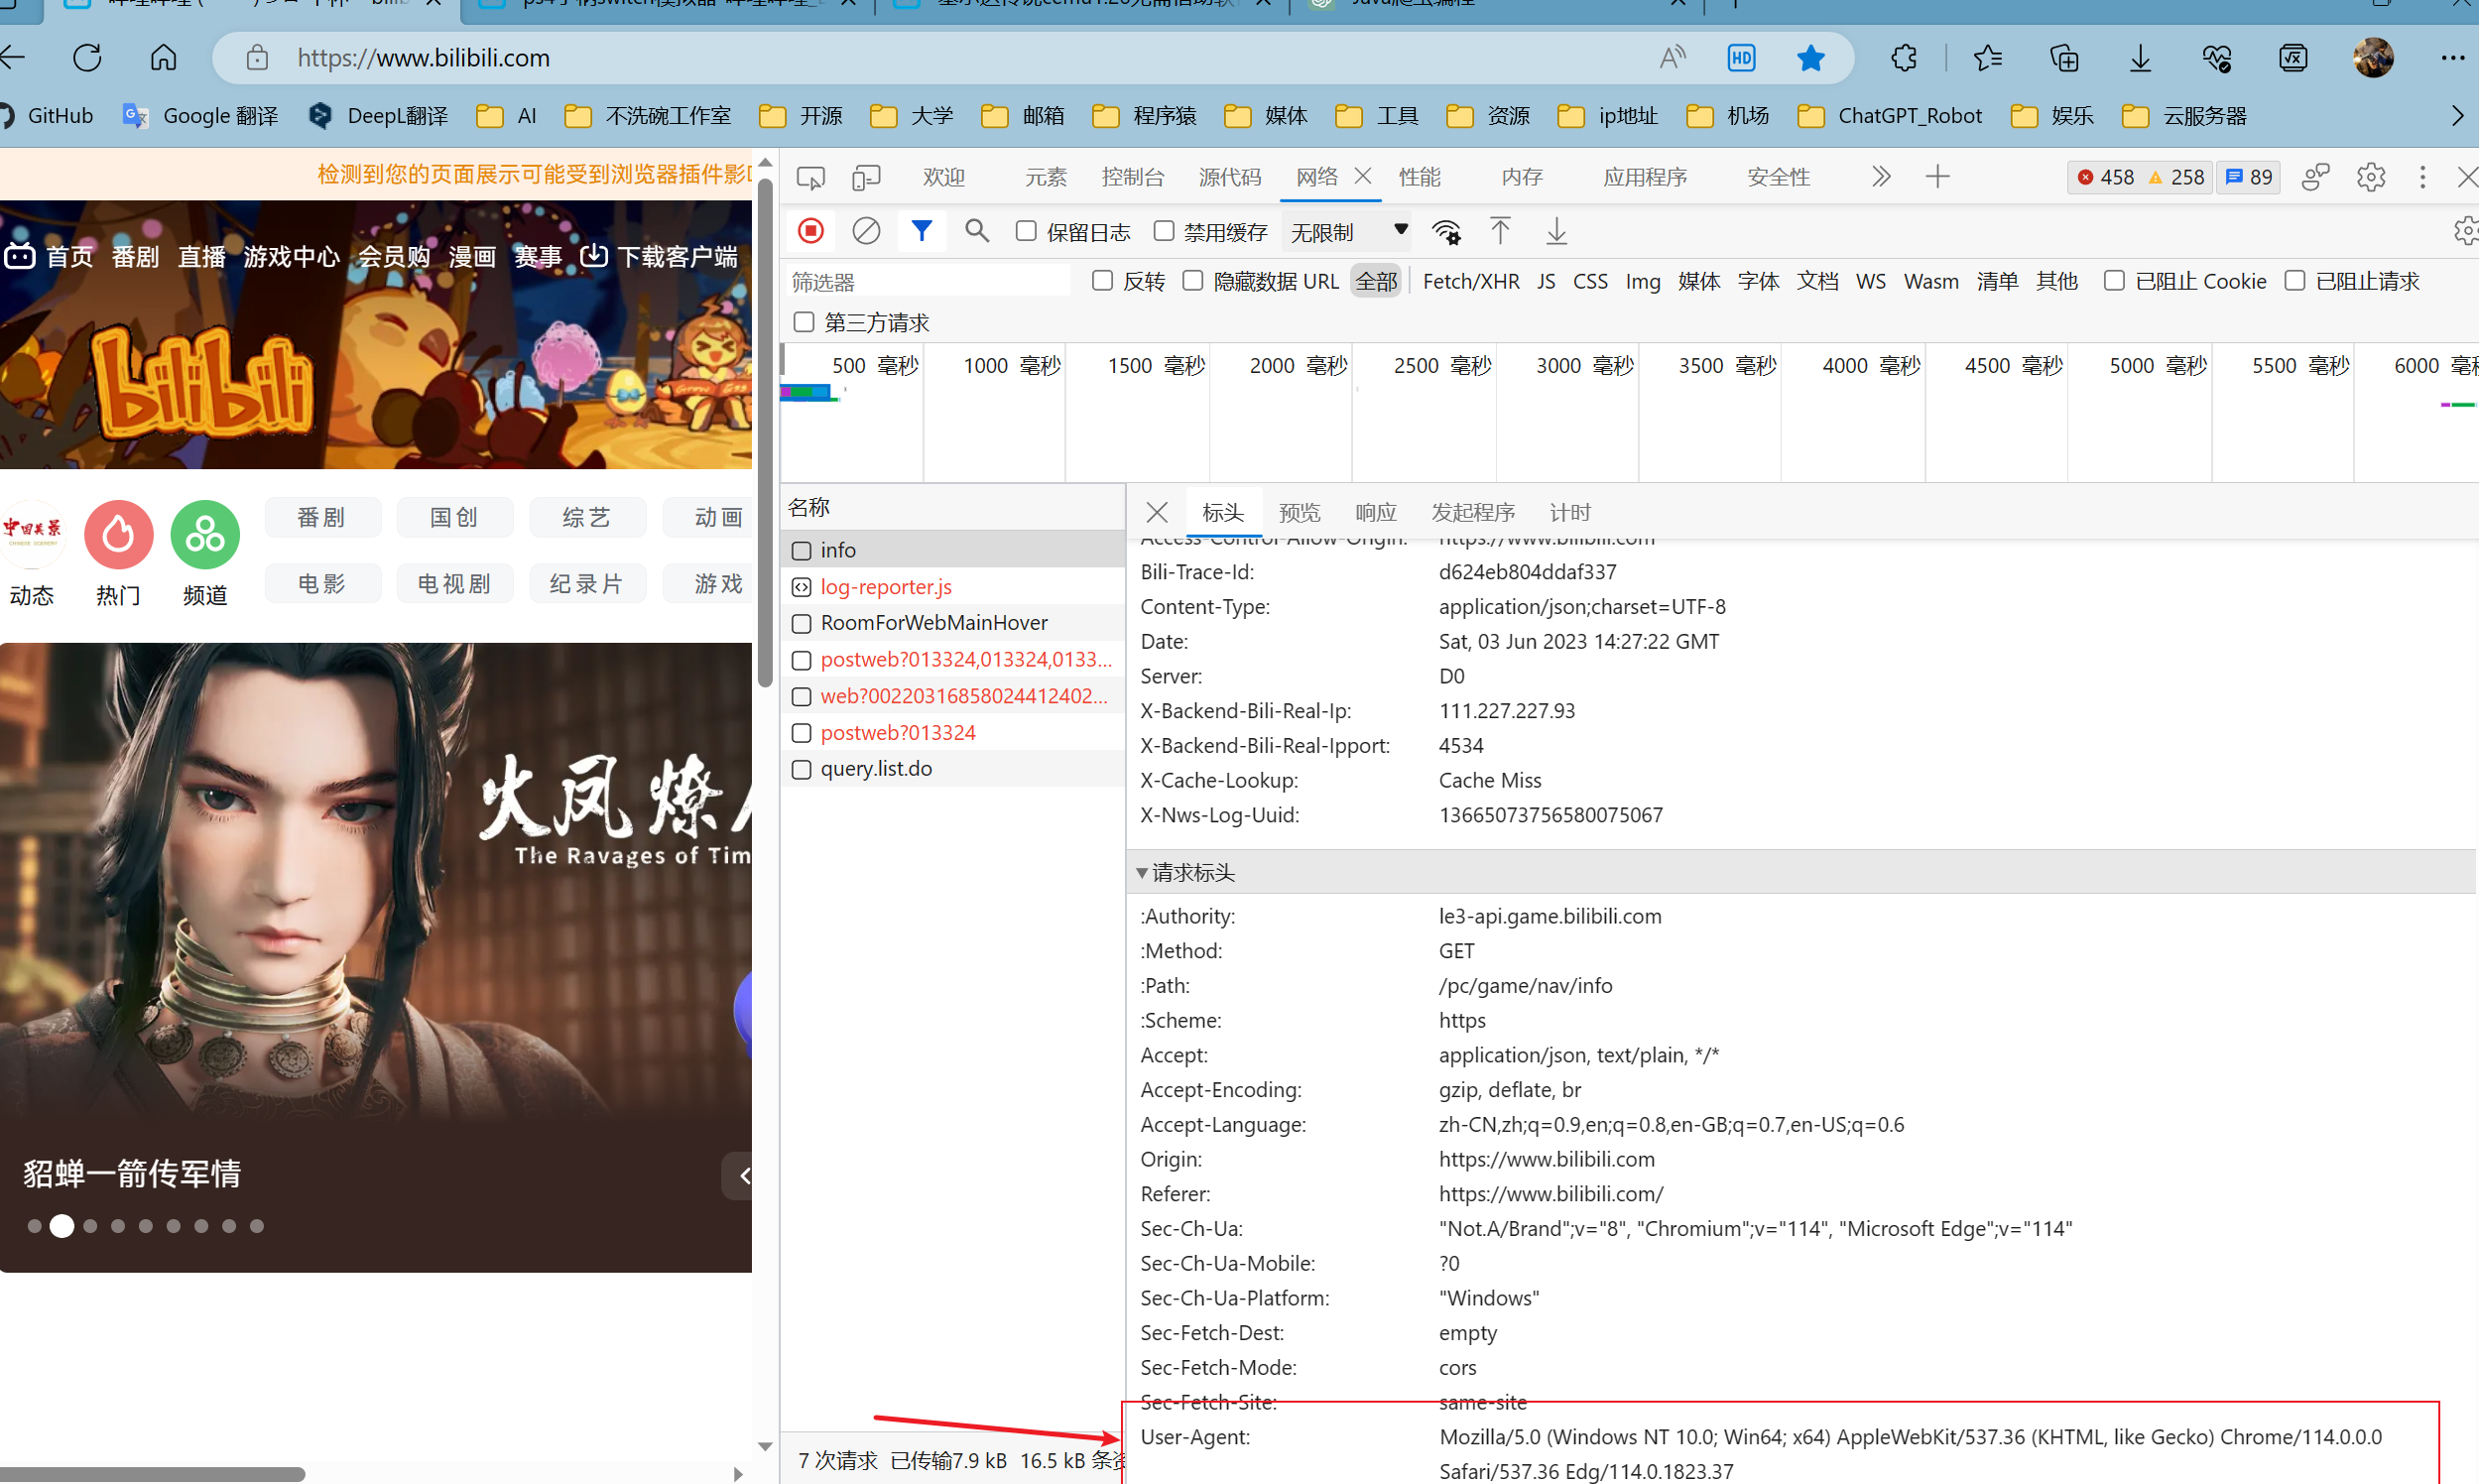 https://www.bilibili.com
GitHub Google 翻译 DeepL翻译 AI 不洗碗工作室 开源 大学 邮箱 程序猿 媒体 工具 资源 ip地址 机场 ChatGPT_Robot 娱乐 云服务器
检测到您的页面展示可能受到浏览器插件影
首页 番剧 直播 游戏中心 会员购 漫画 赛事 下载客户端
bilibili
番剧 国创 综艺 动画
电影 电视剧 纪录片 游戏
动态 热门 频道
火凤燎
The Ravages of Tim
貂蝉一箭传军情
欢迎 元素 控制台 源代码 网络 性能 内存 应用程序 安全性 458 258 89
保留日志 禁用缓存 无限制
筛选器 反转 隐藏数据 URL 全部 Fetch/XHR JS CSS Img 媒体 字体 文档 WS Wasm 清单 其他 已阻止 Cookie 已阻止请求
第三方请求
500 毫秒 1000 毫秒 1500 毫秒 2000 毫秒 2500 毫秒 3000 毫秒 3500 毫秒 4000 毫秒 4500 毫秒 5000 毫秒 5500 毫秒 6000 毫秒
名称
info
log-reporter.js
RoomForWebMainHover
postweb?013324,013324,0133...
web?00220316858024412402...
postweb?013324
query.list.do
7 次请求 已传输7.9 kB 16.5 kB 条
标头 预览 响应 发起程序 计时
Access-Control-Allow-Origin: https://www.bilibili.com
Bili-Trace-Id: d624eb804ddaf337
Content-Type: application/json;charset=UTF-8
Date: Sat, 03 Jun 2023 14:27:22 GMT
Server: D0
X-Backend-Bili-Real-Ip: 111.227.227.93
X-Backend-Bili-Real-Ipport: 4534
X-Cache-Lookup: Cache Miss
X-Nws-Log-Uuid: 13665073756580075067
请求标头
:Authority: le3-api.game.bilibili.com
:Method: GET
:Path: /pc/game/nav/info
:Scheme: https
Accept: application/json, text/plain, */*
Accept-Encoding: gzip, deflate, br
Accept-Language: zh-CN,zh;q=0.9,en;q=0.8,en-GB;q=0.7,en-US;q=0.6
Origin: https://www.bilibili.com
Referer: https://www.bilibili.com/
Sec-Ch-Ua: "Not.A/Brand";v="8", "Chromium";v="114", "Microsoft Edge";v="114"
Sec-Ch-Ua-Mobile: ?0
Sec-Ch-Ua-Platform: "Windows"
Sec-Fetch-Dest: empty
Sec-Fetch-Mode: cors
Sec-Fetch-Site: same-site
User-Agent: Mozilla/5.0 (Windows NT 10.0; Win64; x64) AppleWebKit/537.36 (KHTML, like Gecko) Chrome/114.0.0.0
Safari/537.36 Edg/114.0.1823.37